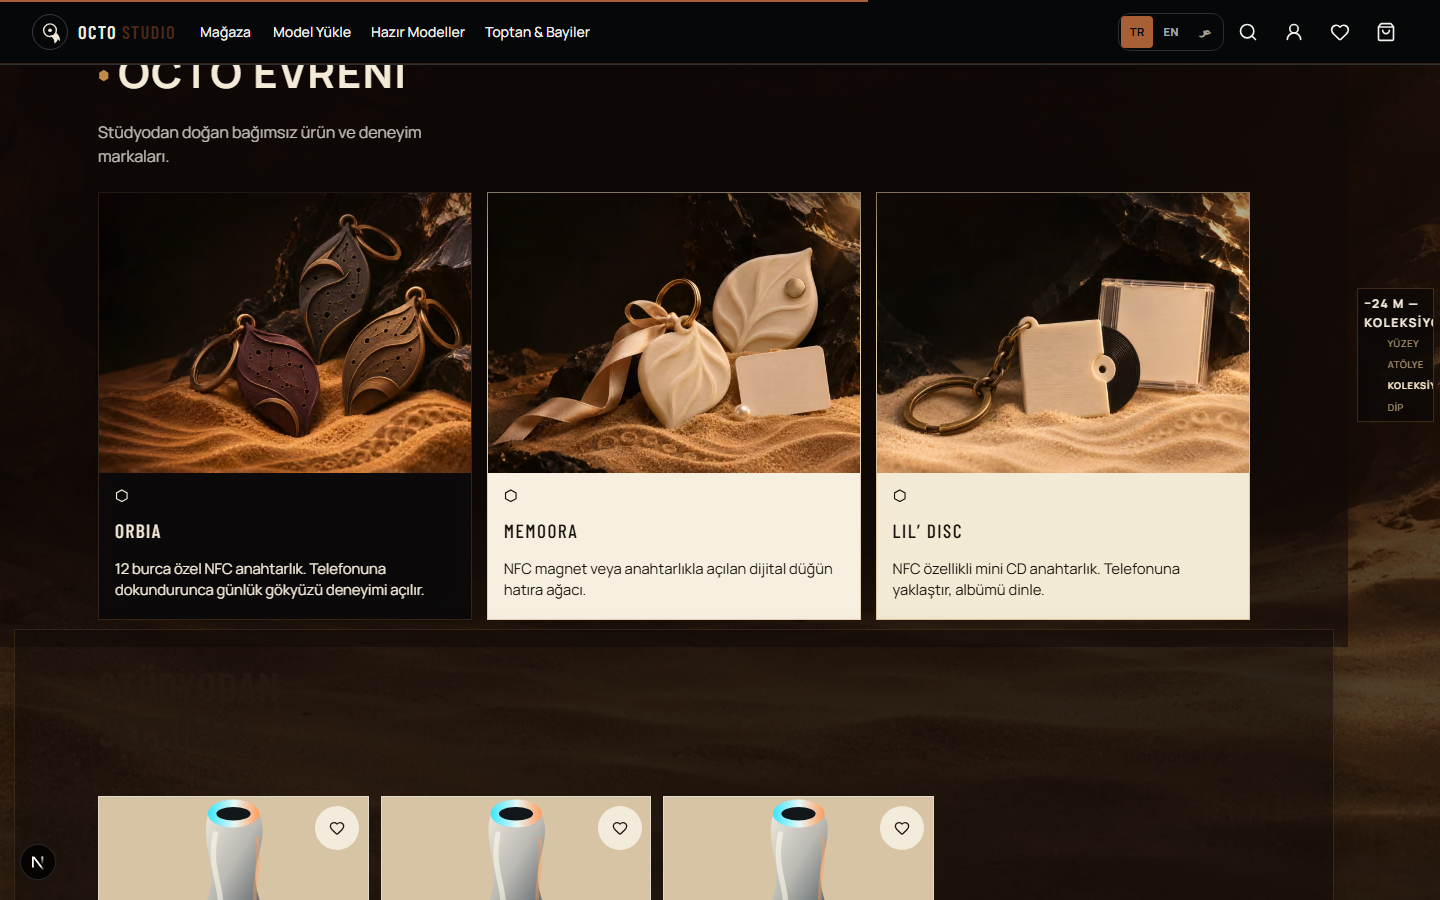 OCTO STUDIO
Mağaza
Model Yükle
Hazır Modeller
Toptan & Bayiler
TR
EN
OCTO EVRENİ
Stüdyodan doğan bağımsız ürün ve deneyim
markaları.
−24 M —
KOLEKSİY
YÜZEY
ATÖLYE
KOLEKSİY
DİP
ORBIA
12 burca özel NFC anahtarlık. Telefonuna
dokundurunca günlük gökyüzü deneyimi açılır.
MEMOORA
NFC magnet veya anahtarlıkla açılan dijital düğün
hatıra ağacı.
LIL’ DISC
NFC özellikli mini CD anahtarlık. Telefonuna
yaklaştır, albümü dinle.
STÜDYODAN
N